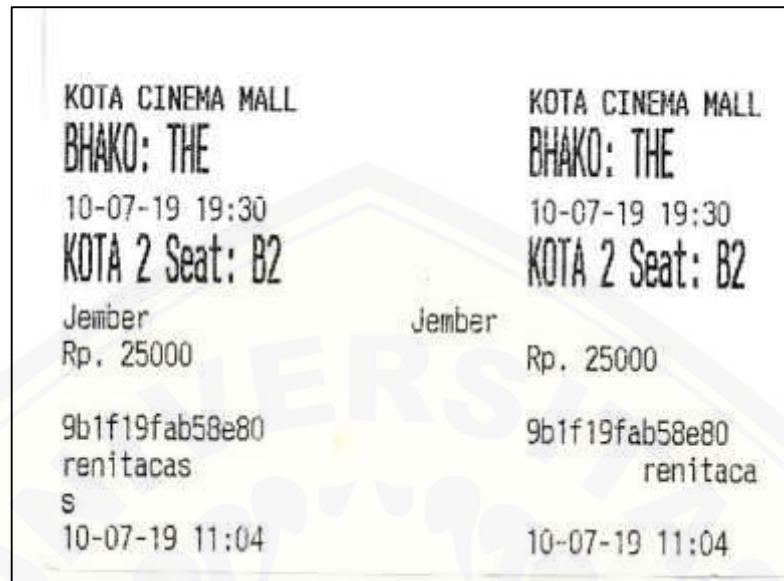 KOTA CINEMA MALL
BHAKO: THE
10-07-19 19:30
KOTA 2 Seat: B2
Jember
Rp. 25000
9b1f19fab58e80
renitacas
s
10-07-19 11:04
KOTA CINEMA MALL
BHAKO: THE
10-07-19 19:30
KOTA 2 Seat: B2
Jember
Rp. 25000
9b1f19fab58e80
renitaca
10-07-19 11:04